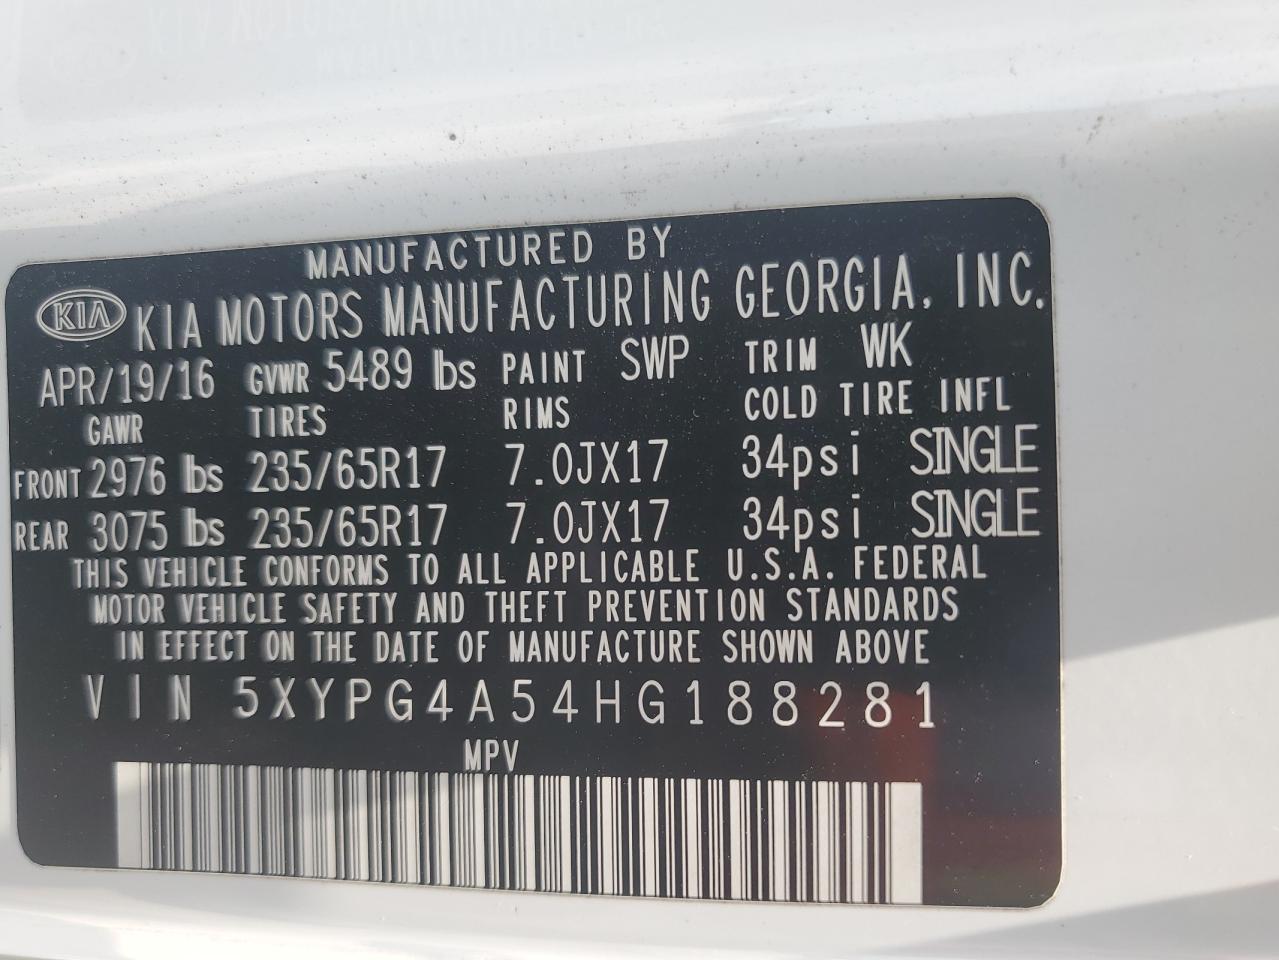 MANUFACTURED BY
KIA KIA MOTORS MANUFACTURING GEORGIA, INC.
APR/19/16 GVWR 5489 lbs PAINT SWP TRIM WK
GAWR TIRES RIMS COLD TIRE INFL
FRONT 2976 lbs 235/65R17 7.0JX17 34psi SINGLE
REAR 3075 lbs 235/65R17 7.0JX17 34psi SINGLE
THIS VEHICLE CONFORMS TO ALL APPLICABLE U.S.A. FEDERAL
MOTOR VEHICLE SAFETY AND THEFT PREVENTION STANDARDS
IN EFFECT ON THE DATE OF MANUFACTURE SHOWN ABOVE
VIN 5XYPG4A54HG188281
MPV